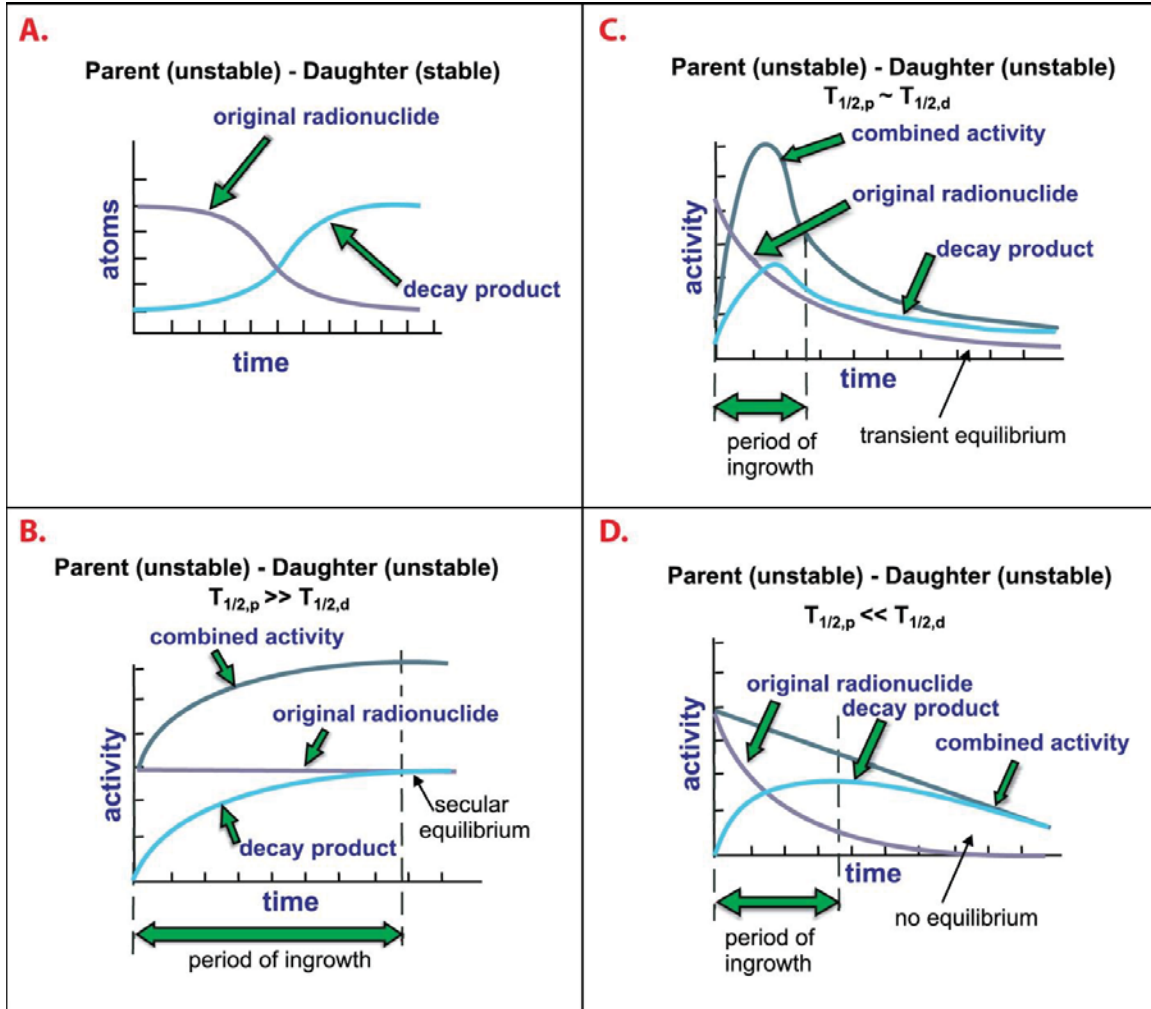 A.
Parent (unstable) - Daughter (stable)
original radionuclide
atoms
decay product
time
B.
Parent (unstable) - Daughter (unstable)
T1/2,p >> T1/2,d
combined activity
original radionuclide
activity
secular
equilibrium
decay product
time
period of ingrowth
C.
Parent (unstable) - Daughter (unstable)
T1/2,p ~ T1/2,d
combined activity
original radionuclide
activity
decay product
time
period of
ingrowth
transient equilibrium
D.
Parent (unstable) - Daughter (unstable)
T1/2,p << T1/2,d
original radionuclide
decay product
combined activity
activity
time
no equilibrium
period of
ingrowth